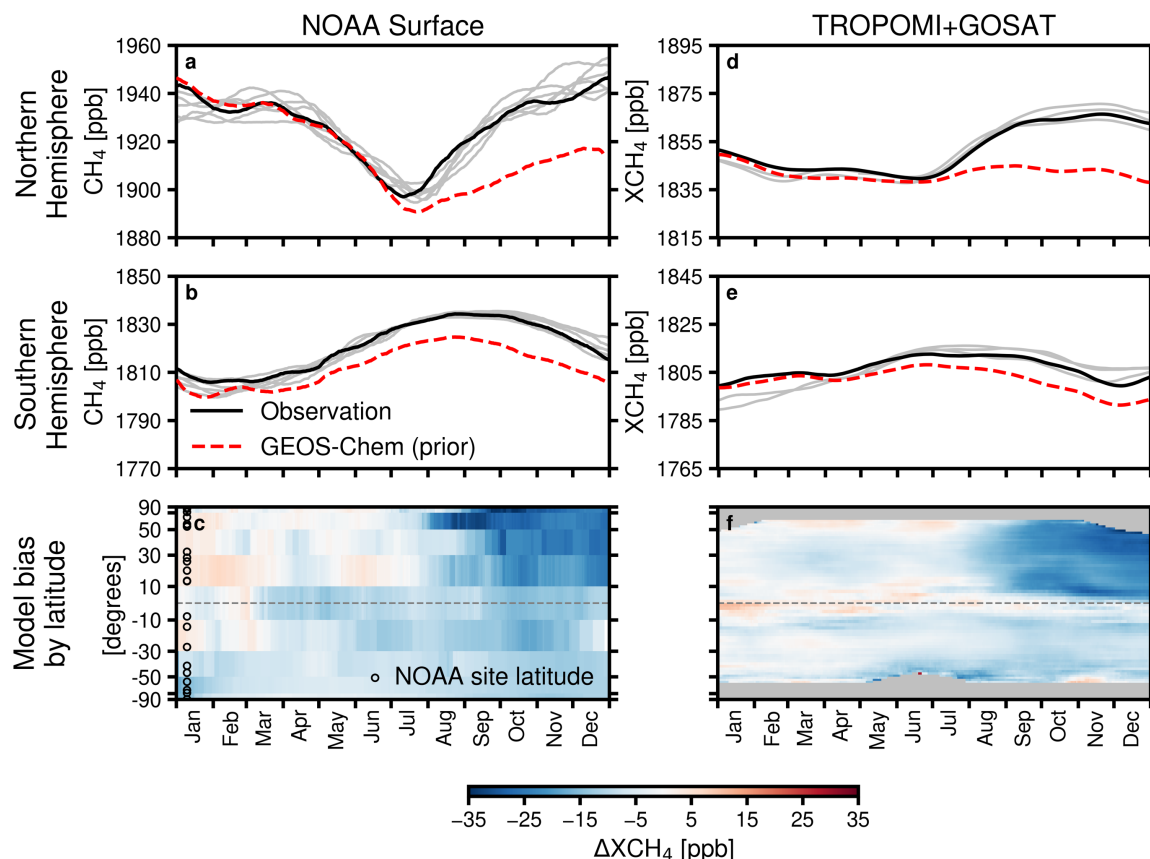 NOAA Surface
TROPOMI+GOSAT
Northern
Hemisphere
CH₄ [ppb]
1960
1940
1920
1900
1880
a
XCH₄ [ppb]
1895
1875
1855
1835
1815
d
Southern
Hemisphere
CH₄ [ppb]
1850
1830
1810
1790
1770
b
Observation
GEOS-Chem (prior)
XCH₄ [ppb]
1845
1825
1805
1785
1765
e
Model bias
by latitude
[degrees]
90
50
30
10
-10
-30
-50
-90
c
NOAA site latitude
f
Jan Feb Mar Apr May Jun Jul Aug Sep Oct Nov Dec
Jan Feb Mar Apr May Jun Jul Aug Sep Oct Nov Dec
−35 −25 −15 −5 5 15 25 35
ΔXCH₄ [ppb]